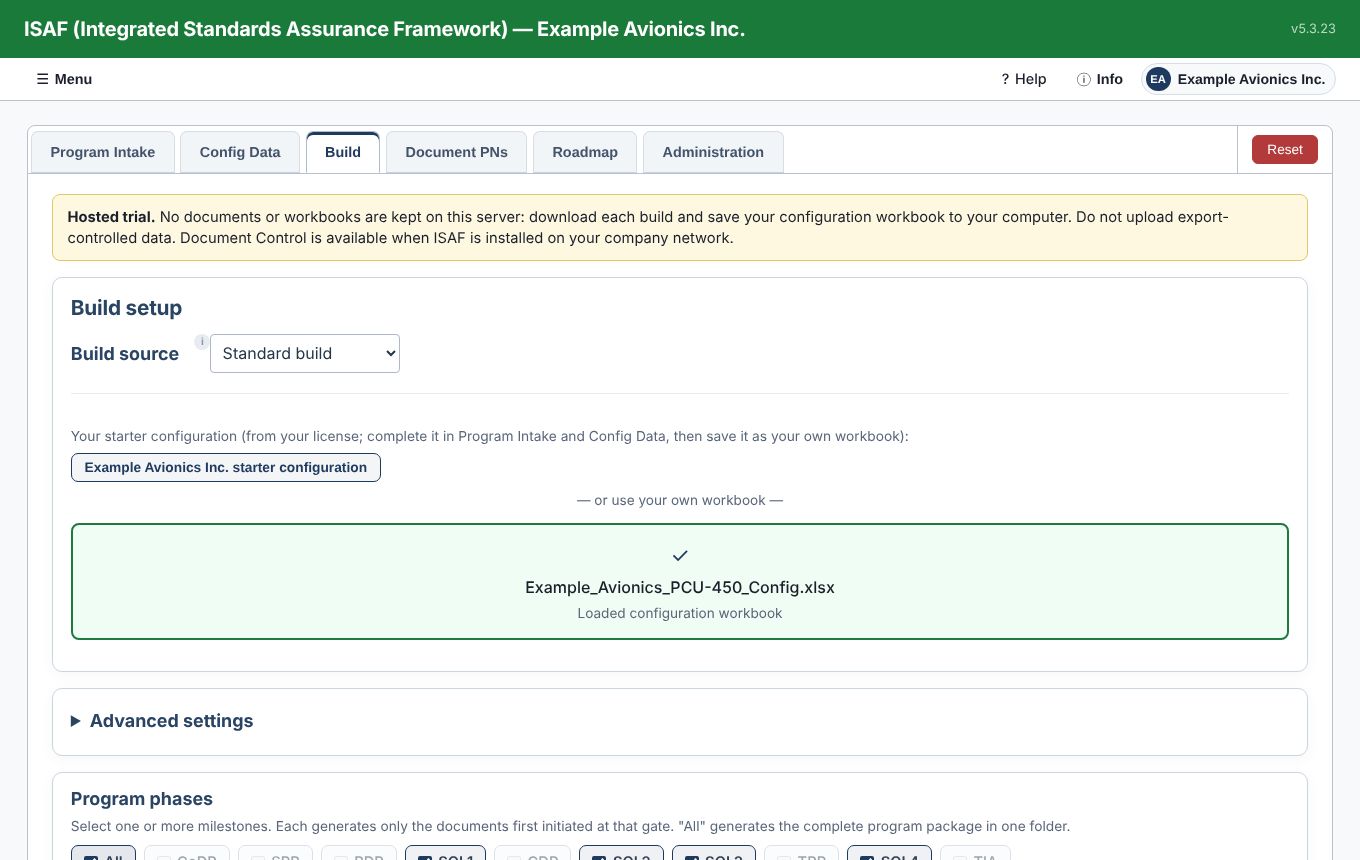 ISAF (Integrated Standards Assurance Framework) — Example Avionics Inc.
v5.3.23
☰ Menu
? Help
ⓘ Info
EA Example Avionics Inc.
Program Intake
Config Data
Build
Document PNs
Roadmap
Administration
Reset
Hosted trial. No documents or workbooks are kept on this server: download each build and save your configuration workbook to your computer. Do not upload export-
controlled data. Document Control is available when ISAF is installed on your company network.
Build setup
Build source
i
Standard build
Your starter configuration (from your license; complete it in Program Intake and Config Data, then save it as your own workbook):
Example Avionics Inc. starter configuration
— or use your own workbook —
✓
Example_Avionics_PCU-450_Config.xlsx
Loaded configuration workbook
Advanced settings
Program phases
Select one or more milestones. Each generates only the documents first initiated at that gate. "All" generates the complete program package in one folder.
All